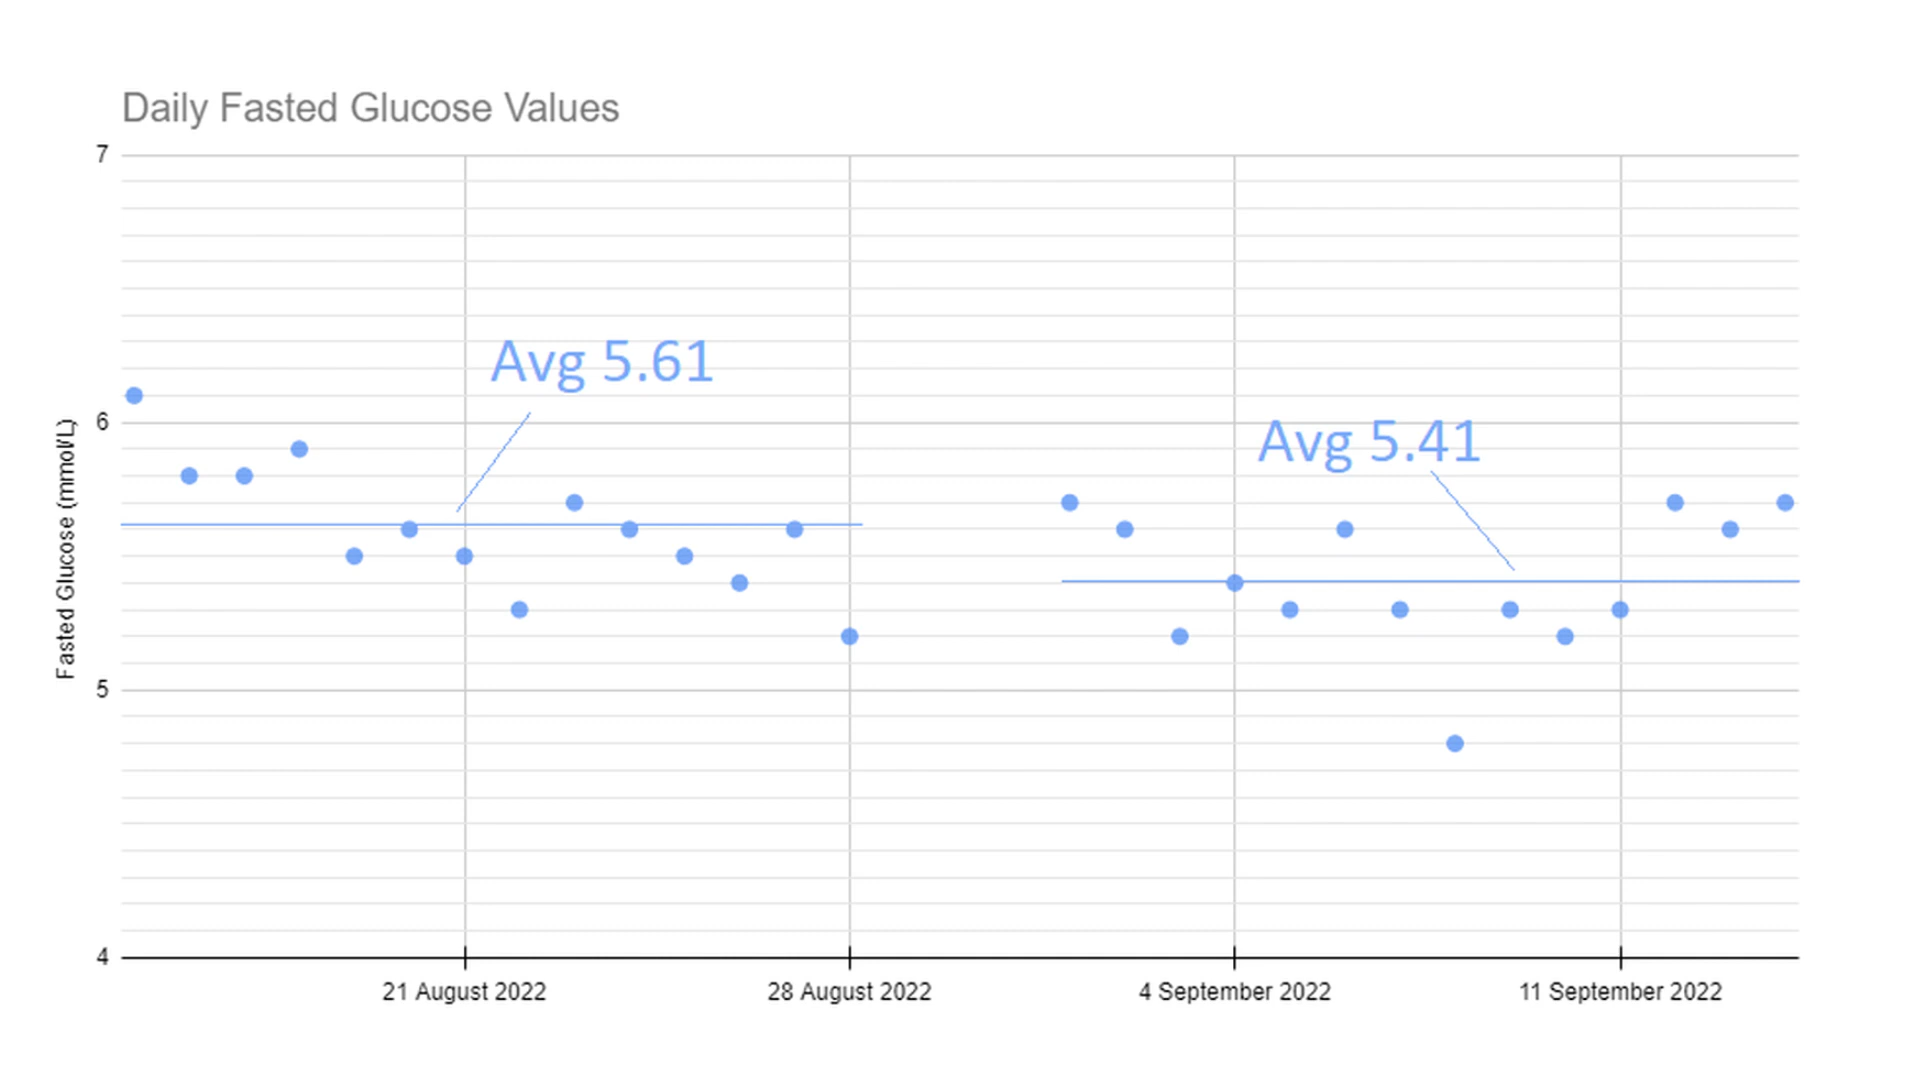 Daily Fasted Glucose Values
7
Avg 5.61
6
Avg 5.41
Fasted Glucose (mmol/L)
5
4
21 August 2022
28 August 2022
4 September 2022
11 September 2022